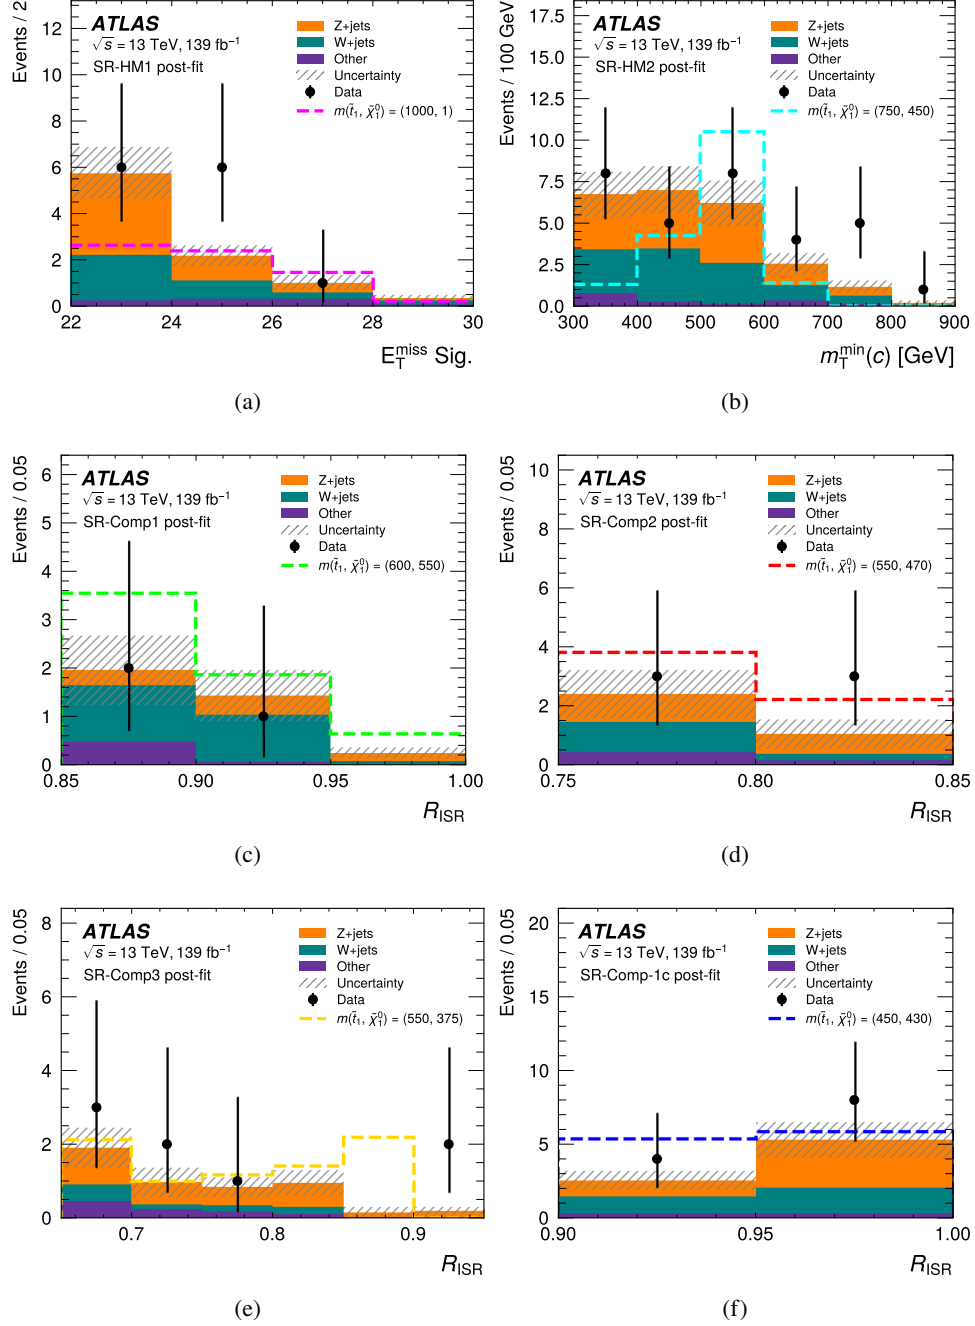 Events / 2
12
10
8
6
4
2
0
ATLAS
√s = 13 TeV, 139 fb⁻¹
SR-HM1 post-fit
Z+jets
W+jets
Other
Uncertainty
Data
m(t̃₁, χ̃₁⁰) = (1000, 1)
22 24 26 28 30
E_T^miss Sig.
(a)
Events / 100 GeV
17.5
15.0
12.5
10.0
7.5
5.0
2.5
0.0
ATLAS
√s = 13 TeV, 139 fb⁻¹
SR-HM2 post-fit
Z+jets
W+jets
Other
Uncertainty
Data
m(t̃₁, χ̃₁⁰) = (750, 450)
300 400 500 600 700 800 900
m_T^min(c) [GeV]
(b)
Events / 0.05
6
5
4
3
2
1
0
ATLAS
√s = 13 TeV, 139 fb⁻¹
SR-Comp1 post-fit
Z+jets
W+jets
Other
Uncertainty
Data
m(t̃₁, χ̃₁⁰) = (600, 550)
0.85 0.90 0.95 1.00
R_ISR
(c)
Events / 0.05
10
8
6
4
2
0
ATLAS
√s = 13 TeV, 139 fb⁻¹
SR-Comp2 post-fit
Z+jets
W+jets
Other
Uncertainty
Data
m(t̃₁, χ̃₁⁰) = (550, 470)
0.75 0.80 0.85
R_ISR
(d)
Events / 0.05
8
6
4
2
0
ATLAS
√s = 13 TeV, 139 fb⁻¹
SR-Comp3 post-fit
Z+jets
W+jets
Other
Uncertainty
Data
m(t̃₁, χ̃₁⁰) = (550, 375)
0.7 0.8 0.9
R_ISR
(e)
Events / 0.05
20
15
10
5
0
ATLAS
√s = 13 TeV, 139 fb⁻¹
SR-Comp-1c post-fit
Z+jets
W+jets
Other
Uncertainty
Data
m(t̃₁, χ̃₁⁰) = (450, 430)
0.90 0.95 1.00
R_ISR
(f)